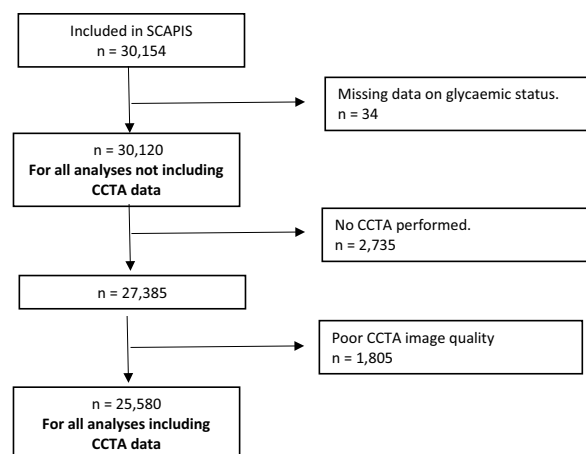 Included in SCAPIS
n = 30,154
Missing data on glycaemic status.
n = 34
n = 30,120
For all analyses not including
CCTA data
No CCTA performed.
n = 2,735
n = 27,385
Poor CCTA image quality
n = 1,805
n = 25,580
For all analyses including
CCTA data